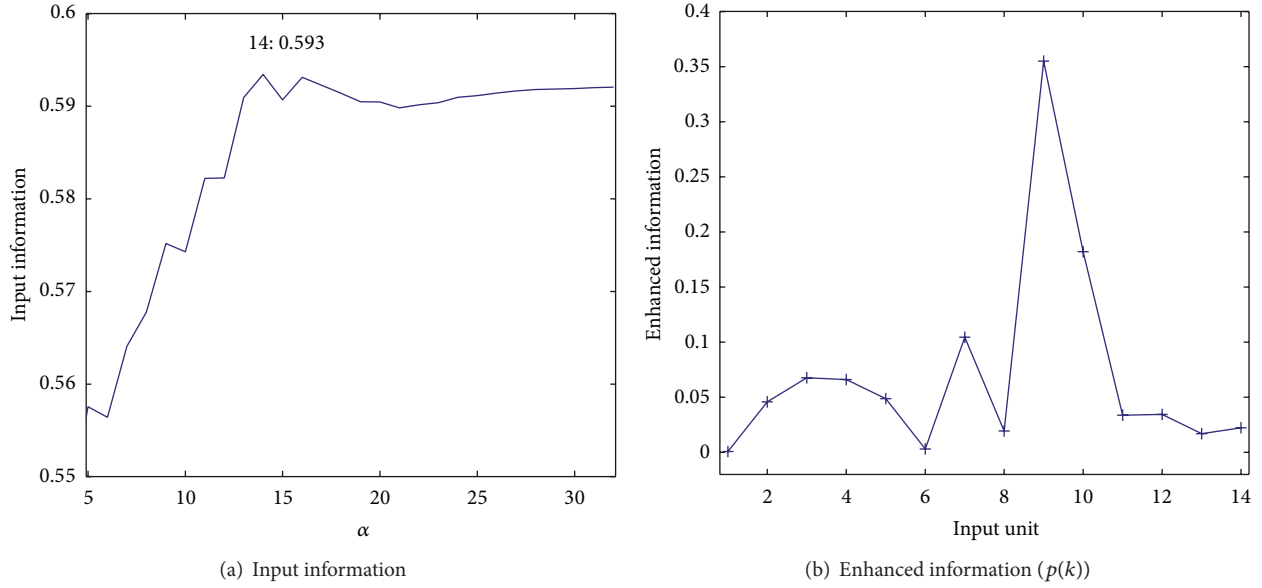 0.6
14: 0.593
0.59
0.58
0.57
0.56
0.55
Input information
5 10 15 20 25 30
α
(a) Input information
0.35
0.3
0.25
0.2
0.15
0.1
0.05
0
Enhanced information
2 4 6 8 10 12 14
Input unit
(b) Enhanced information (p(k))